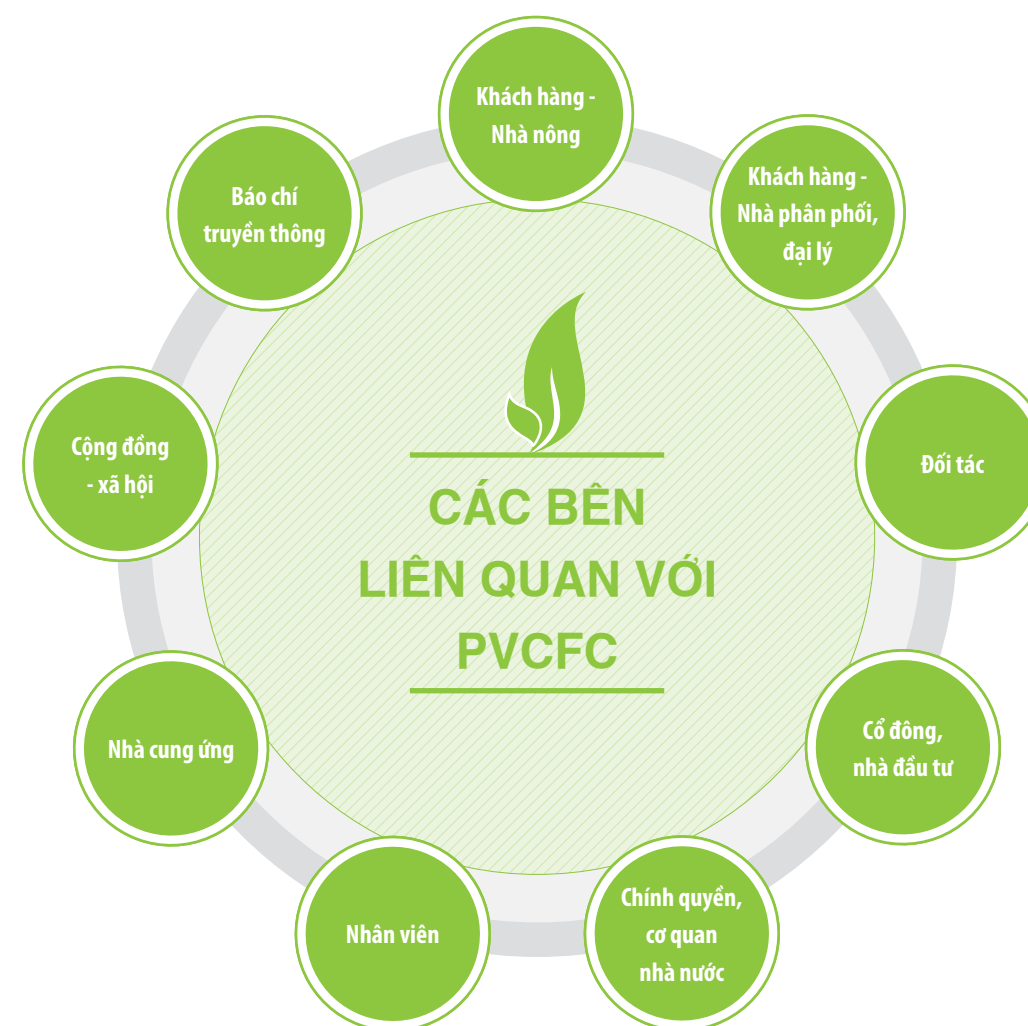 Khách hàng -
Nhà nông
Khách hàng -
Nhà phân phối,
đại lý
Đối tác
Cổ đông,
nhà đầu tư
Chính quyền,
cơ quan
nhà nước
Nhân viên
Nhà cung ứng
Cộng đồng
- xã hội
Báo chí
truyền thông
CÁC BÊN
LIÊN QUAN VỚI
PVCFC